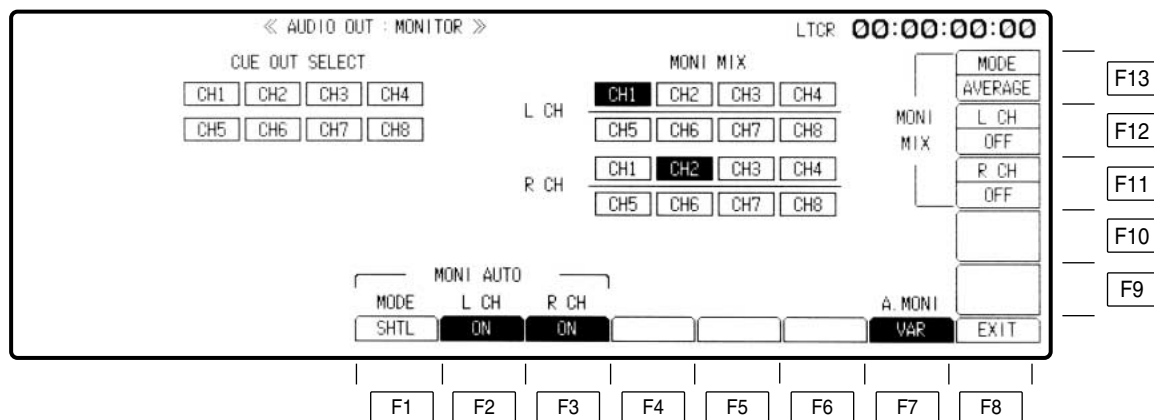 ≪ AUDIO OUT : MONITOR ≫ LTCR 00:00:00:00
CUE OUT SELECT
CH1 CH2 CH3 CH4
CH5 CH6 CH7 CH8
MONI MIX
L CH
CH1 CH2 CH3 CH4
CH5 CH6 CH7 CH8
R CH
CH1 CH2 CH3 CH4
CH5 CH6 CH7 CH8
MONI
MIX
MODE
AVERAGE
L CH
OFF
R CH
OFF
F13
F12
F11
F10
F9
MONI AUTO
MODE L CH R CH A.MONI
SHTL ON ON VAR EXIT
F1 F2 F3 F4 F5 F6 F7 F8